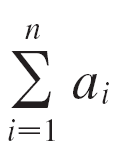 n
∑ aᵢ
i=1